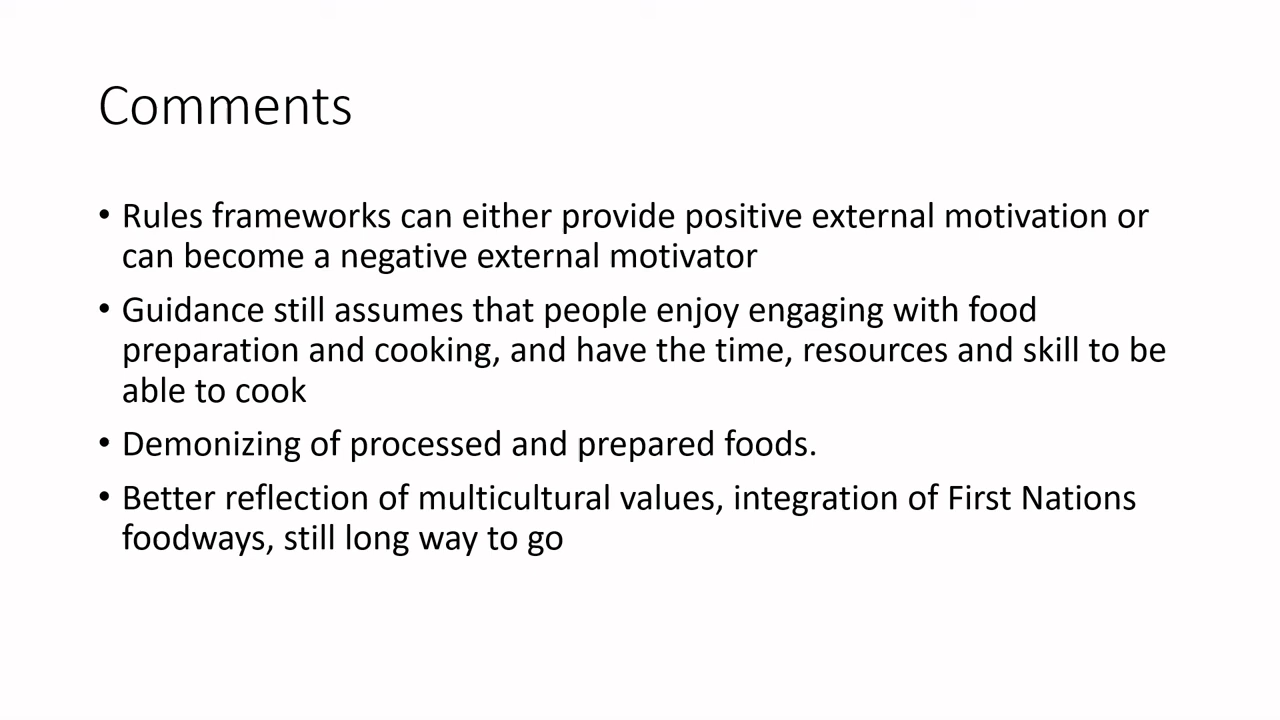 Comments
• Rules frameworks can either provide positive external motivation or
can become a negative external motivator
• Guidance still assumes that people enjoy engaging with food
preparation and cooking, and have the time, resources and skill to be
able to cook
• Demonizing of processed and prepared foods.
• Better reflection of multicultural values, integration of First Nations
foodways, still long way to go